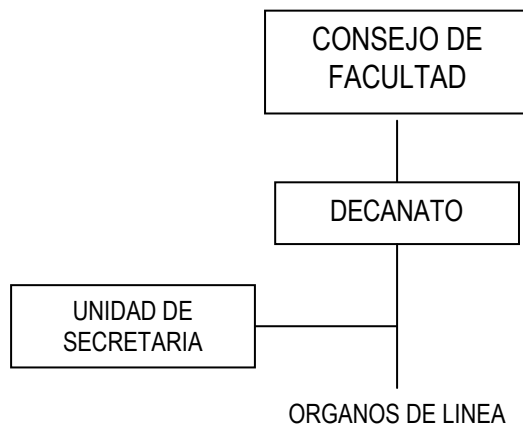 CONSEJO DE
FACULTAD
DECANATO
UNIDAD DE
SECRETARIA
ORGANOS DE LINEA